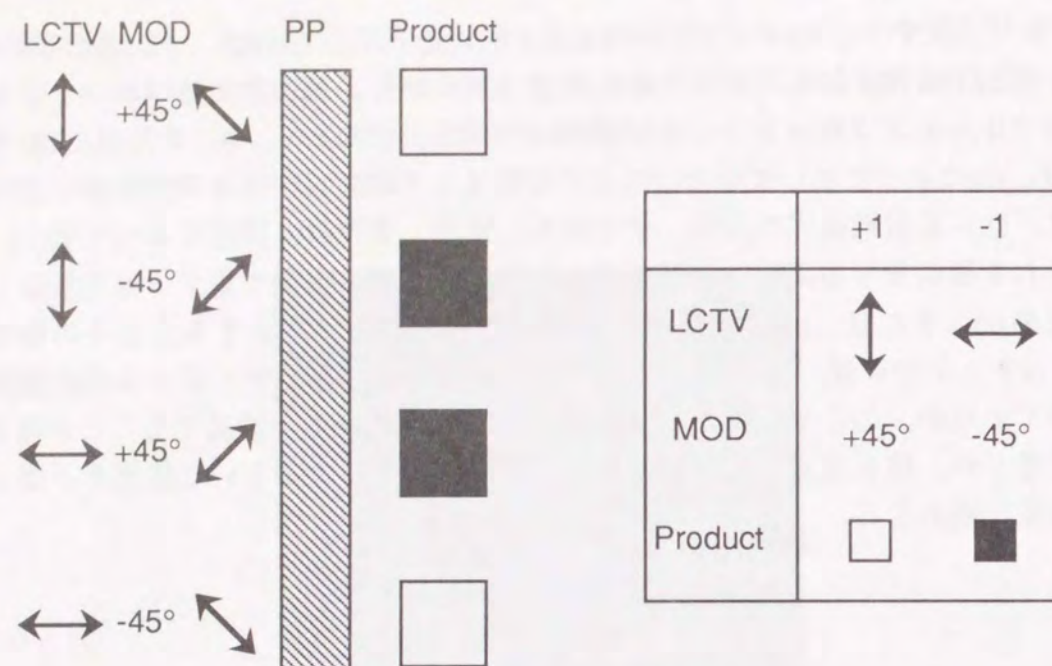 LCTV MOD PP Product
+45°
-45°
+45°
-45°
+1 -1
LCTV
MOD +45° -45°
Product